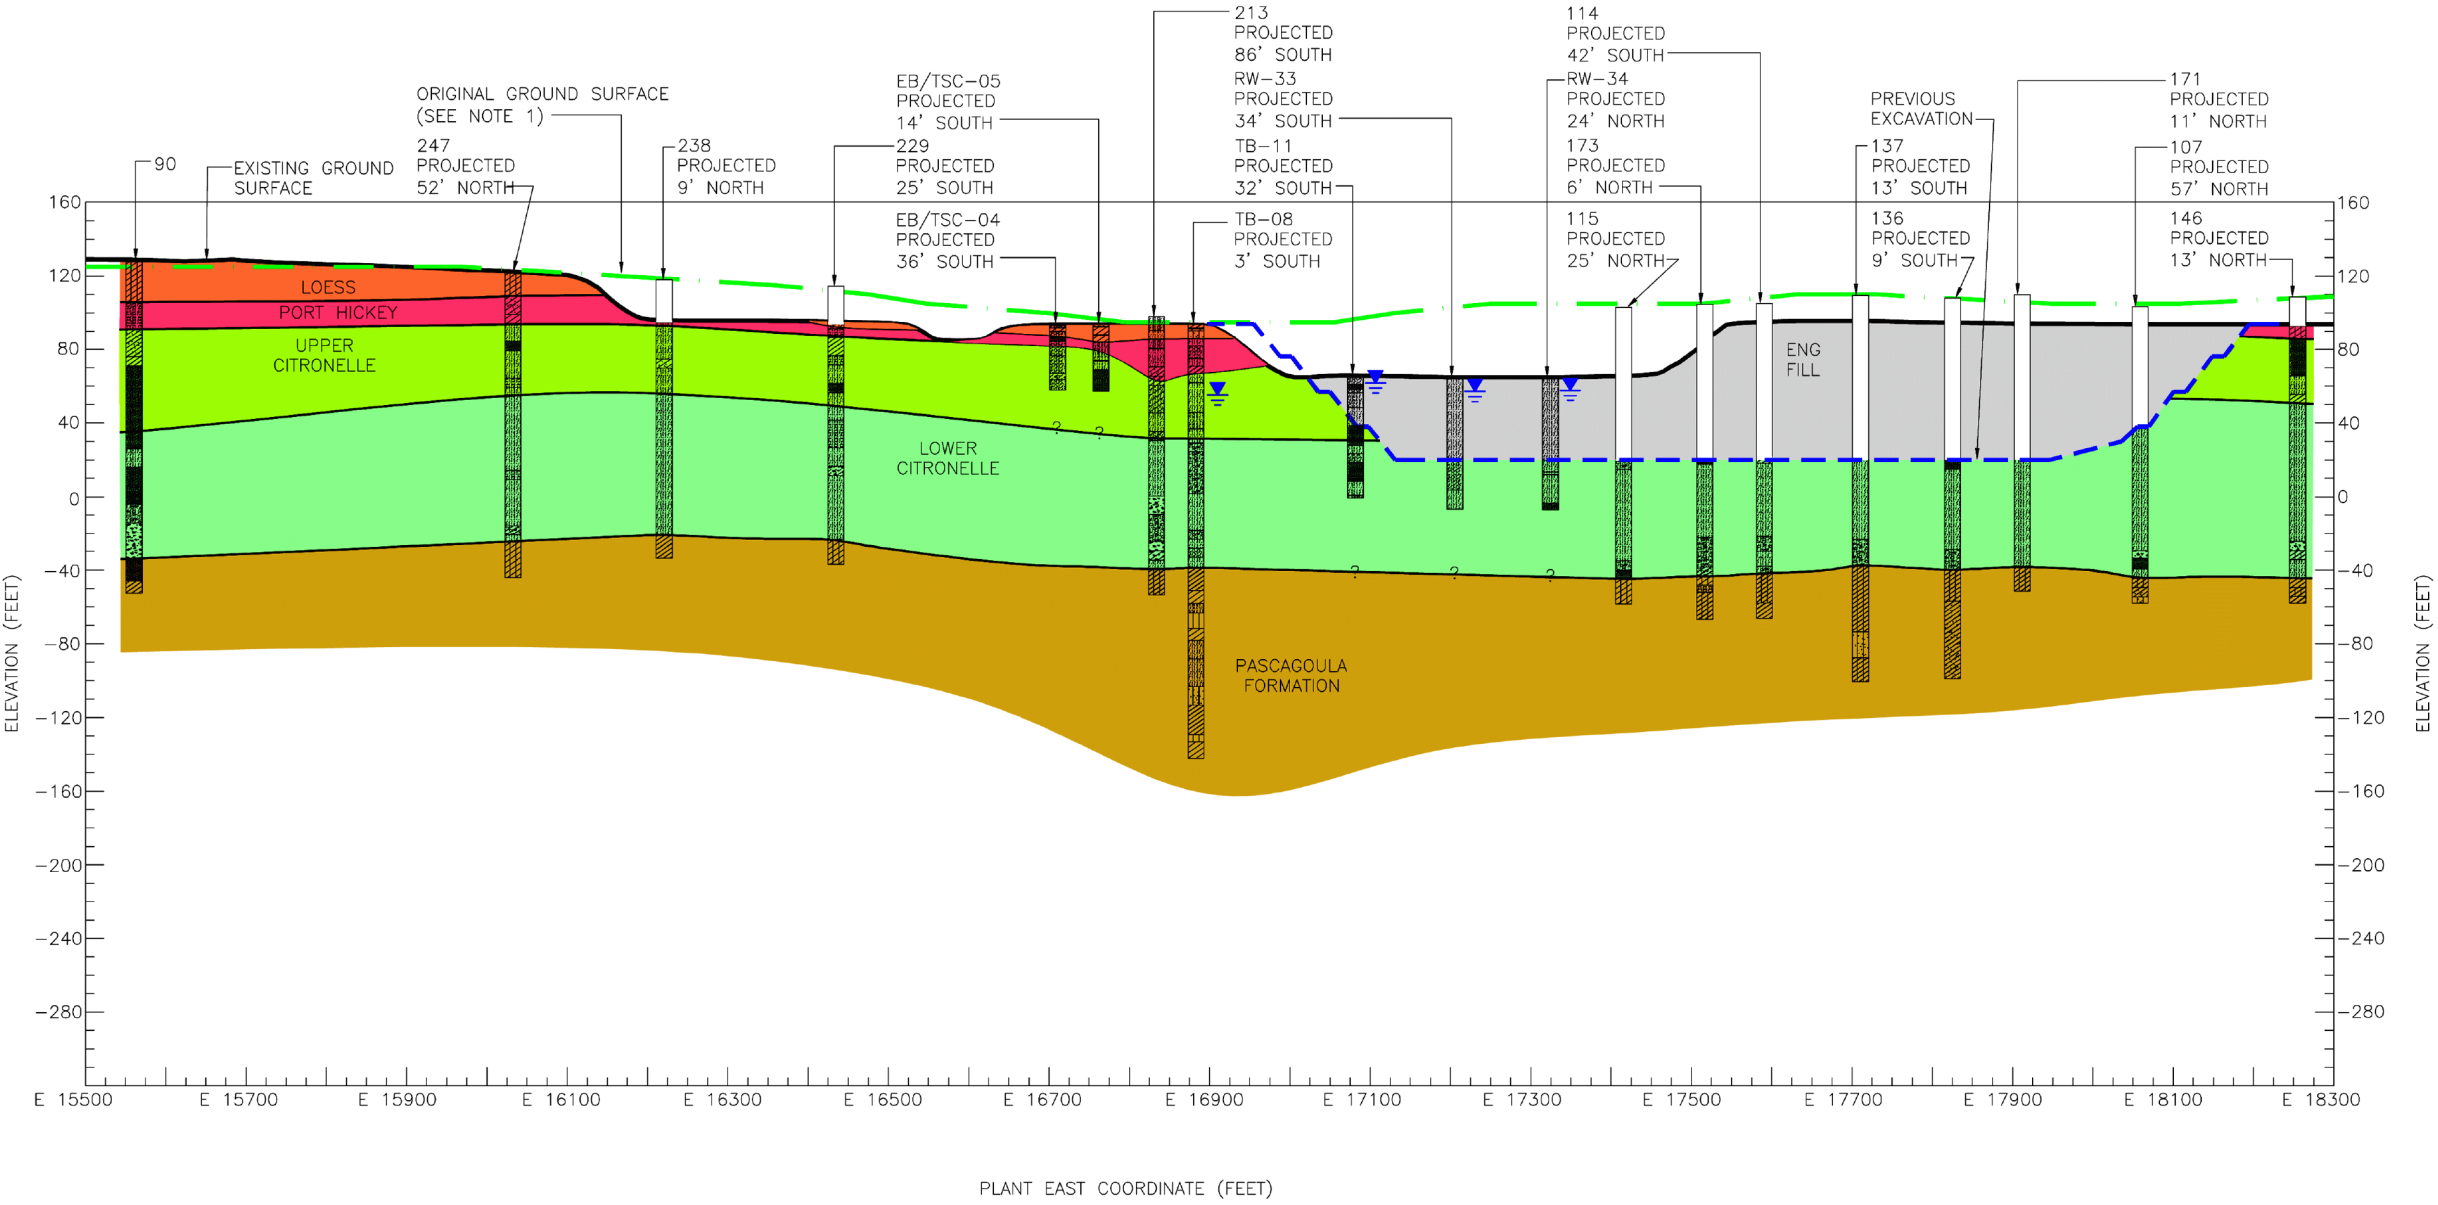 213
PROJECTED
86' SOUTH
114
PROJECTED
42' SOUTH
EB/TSC-05
PROJECTED
14' SOUTH
RW-33
PROJECTED
34' SOUTH
RW-34
PROJECTED
24' NORTH
171
PROJECTED
11' NORTH
ORIGINAL GROUND SURFACE
(SEE NOTE 1)
PREVIOUS
EXCAVATION
90
EXISTING GROUND
SURFACE
247
PROJECTED
52' NORTH
238
PROJECTED
9' NORTH
229
PROJECTED
25' SOUTH
TB-11
PROJECTED
32' SOUTH
173
PROJECTED
6' NORTH
137
PROJECTED
13' SOUTH
107
PROJECTED
57' NORTH
EB/TSC-04
PROJECTED
36' SOUTH
TB-08
PROJECTED
3' SOUTH
115
PROJECTED
25' NORTH
136
PROJECTED
9' SOUTH
146
PROJECTED
13' NORTH
160
120
80
40
0
-40
-80
-120
-160
-200
-240
-280
ELEVATION (FEET)
LOESS
PORT HICKEY
UPPER
CITRONELLE
LOWER
CITRONELLE
ENG
FILL
PASCAGOULA
FORMATION
? ?
? ? ?
160
120
80
40
0
-40
-80
-120
-160
-200
-240
-280
ELEVATION (FEET)
E 15500 E 15700 E 15900 E 16100 E 16300 E 16500 E 16700 E 16900 E 17100 E 17300 E 17500 E 17700 E 17900 E 18100 E 18300
PLANT EAST COORDINATE (FEET)